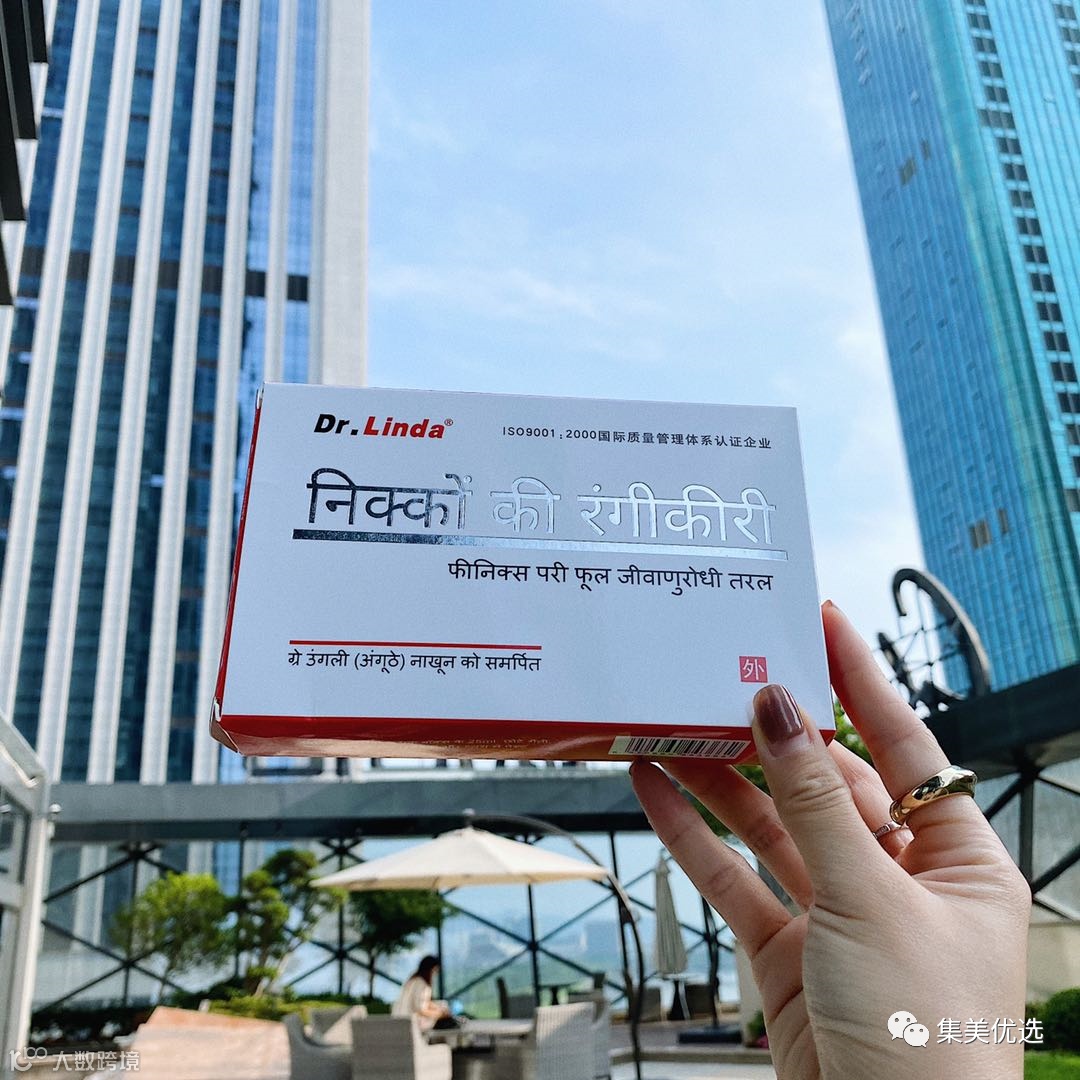 Dr.Linda®
ISO9001:2000国际质量管理体系认证企业
निक्कों की रंगीकीरी
फीनिक्स परी फूल जीवाणुरोधी तरल
ग्रे उंगली (अंगूठे) नाखून को समर्पित
外
集美优选
大数跨境